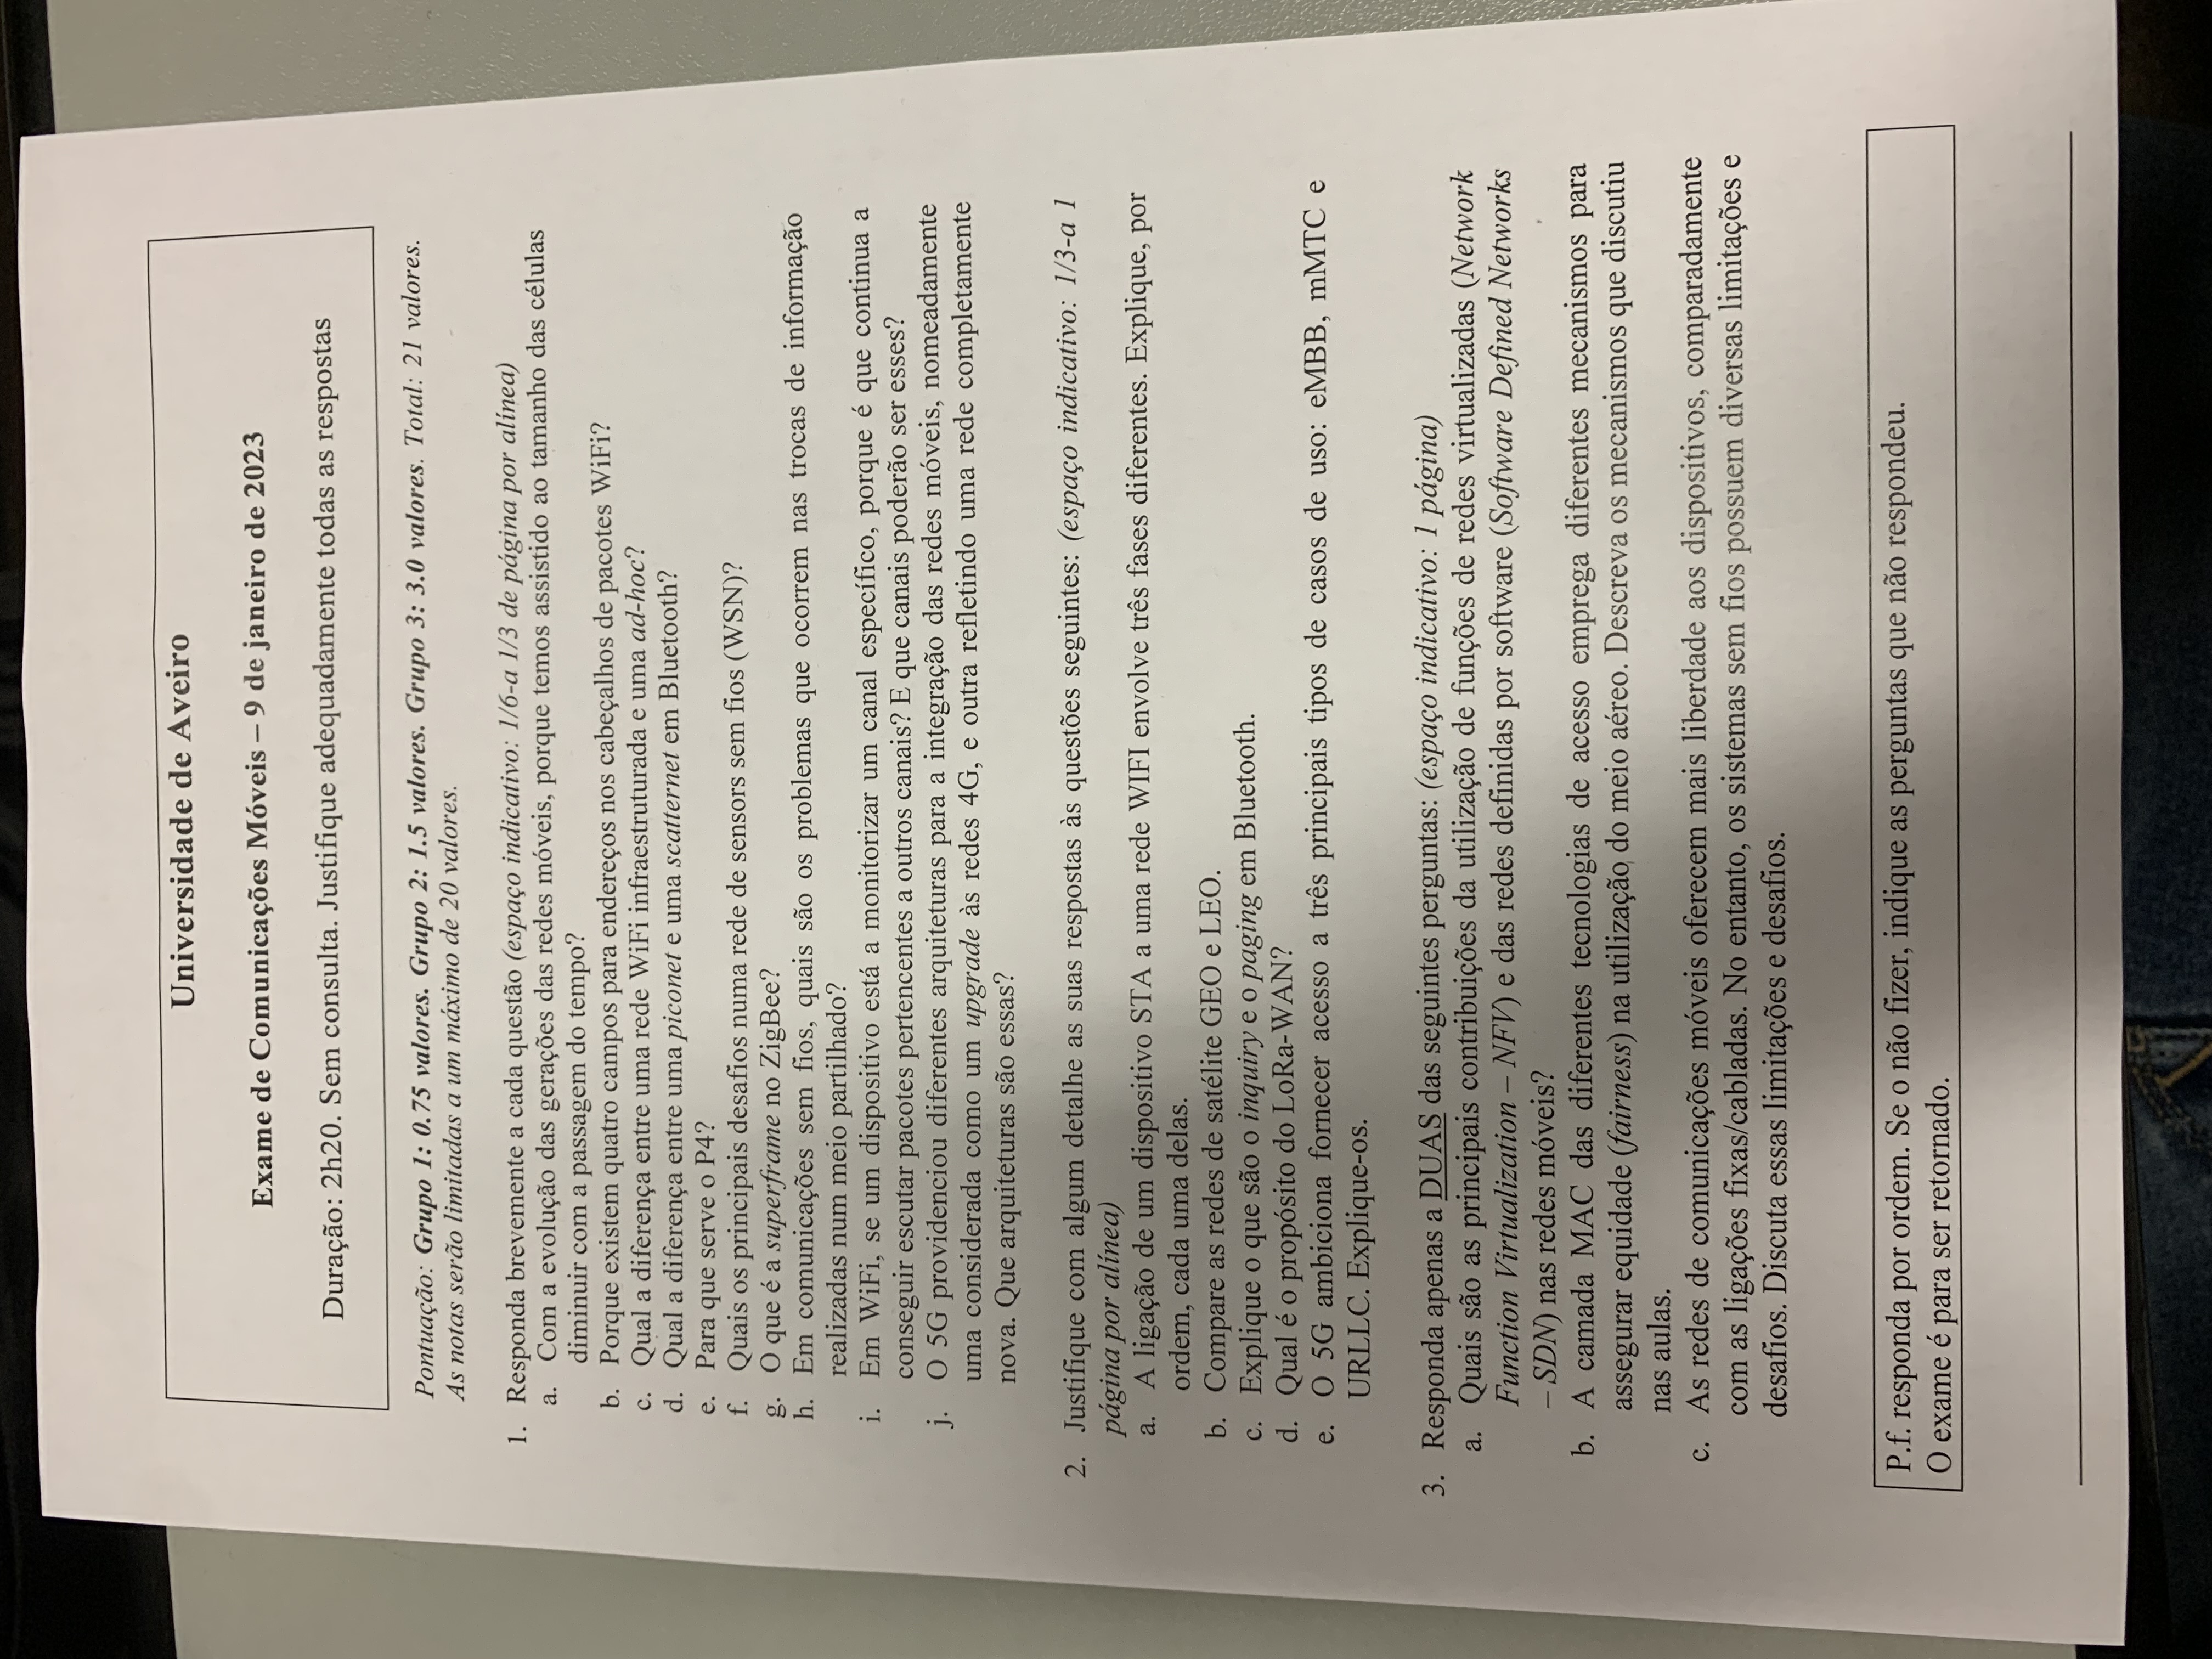 Universidade de Aveiro
Exame de Comunicações Móveis – 9 de janeiro de 2023
Duração: 2h20. Sem consulta. Justifique adequadamente todas as respostas
Pontuação: Grupo 1: 0.75 valores. Grupo 2: 1.5 valores. Grupo 3: 3.0 valores. Total: 21 valores.
As notas serão limitadas a um máximo de 20 valores.
1. Responda brevemente a cada questão (espaço indicativo: 1/6-a 1/3 de página por alínea)
a. Com a evolução das gerações das redes móveis, porque temos assistido ao tamanho das células
diminuir com a passagem do tempo?
b. Porque existem quatro campos para endereços nos cabeçalhos de pacotes WiFi?
c. Qual a diferença entre uma rede WiFi infraestruturada e uma ad-hoc?
d. Qual a diferença entre uma piconet e uma scatternet em Bluetooth?
e. Para que serve o P4?
f. Quais os principais desafios numa rede de sensors sem fios (WSN)?
g. O que é a superframe no ZigBee?
h. Em comunicações sem fios, quais são os problemas que ocorrem nas trocas de informação
realizadas num meio partilhado?
i. Em WiFi, se um dispositivo está a monitorizar um canal específico, porque é que continua a
conseguir escutar pacotes pertencentes a outros canais? E que canais poderão ser esses?
j. O 5G providenciou diferentes arquiteturas para a integração das redes móveis, nomeadamente
uma considerada como um upgrade às redes 4G, e outra refletindo uma rede completamente
nova. Que arquiteturas são essas?
2. Justifique com algum detalhe as suas respostas às questões seguintes: (espaço indicativo: 1/3-a 1
página por alínea)
a. A ligação de um dispositivo STA a uma rede WIFI envolve três fases diferentes. Explique, por
ordem, cada uma delas.
b. Compare as redes de satélite GEO e LEO.
c. Explique o que são o inquiry e o paging em Bluetooth.
d. Qual é o propósito do LoRa-WAN?
e. O 5G ambiciona fornecer acesso a três principais tipos de casos de uso: eMBB, mMTC e
URLLC. Explique-os.
3. Responda apenas a DUAS das seguintes perguntas: (espaço indicativo: 1 página)
a. Quais são as principais contribuições da utilização de funções de redes virtualizadas (Network
Function Virtualization – NFV) e das redes definidas por software (Software Defined Networks
– SDN) nas redes móveis?
b. A camada MAC das diferentes tecnologias de acesso emprega diferentes mecanismos para
assegurar equidade (fairness) na utilização do meio aéreo. Descreva os mecanismos que discutiu
nas aulas.
c. As redes de comunicações móveis oferecem mais liberdade aos dispositivos, comparadamente
com as ligações fixas/cabladas. No entanto, os sistemas sem fios possuem diversas limitações e
desafios. Discuta essas limitações e desafios.
P.f. responda por ordem. Se o não fizer, indique as perguntas que não respondeu.
O exame é para ser retornado.